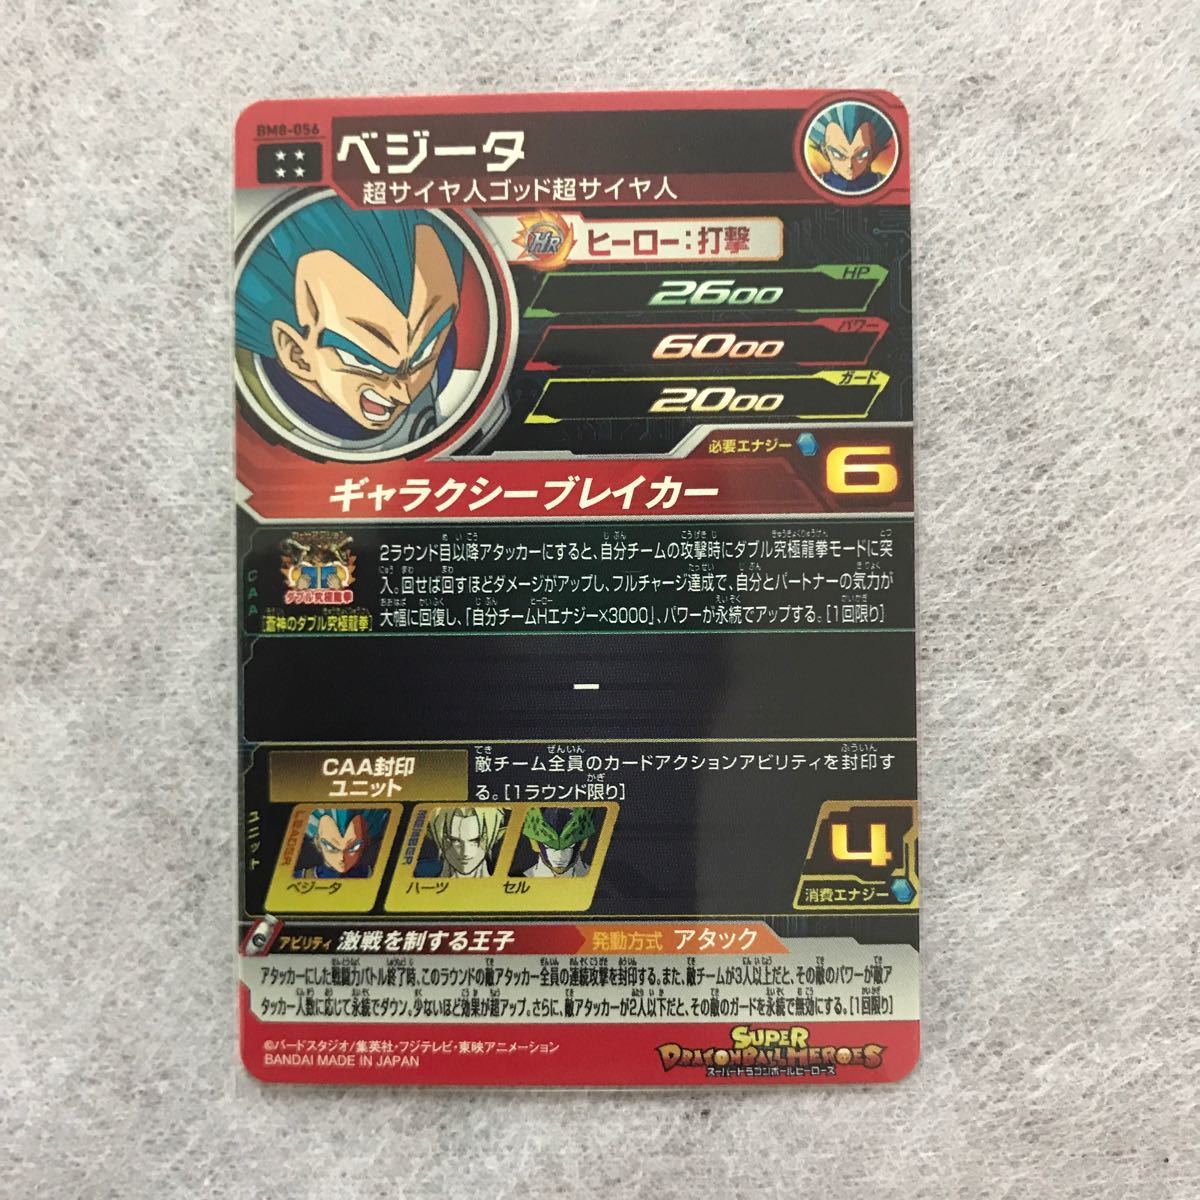 BM8-056
ベジータ
超サイヤ人ゴッド超サイヤ人
HR
ヒーロー:打撃
HP
2600
パワー
6000
ガード
2000
必要エナジー
6
ギャラクシーブレイカー
CAA
ダブル究極龍拳
[蒼神のダブル究極龍拳]
2ラウンド目以降アタッカーにすると、自分チームの攻撃時にダブル究極龍拳モードに突
入。回せば回すほどダメージがアップし、フルチャージ達成で、自分とパートナーの気力が
大幅に回復し、「自分チームHエナジー×3000」、パワーが永続でアップする。[1回限り]
ー
ユニット
CAA封印
ユニット
敵チーム全員のカードアクションアビリティを封印す
る。[1ラウンド限り]
LEADER
ベジータ
MEMBER
ハーツ
セル
4
消費エナジー
アビリティ 激戦を制する王子
発動方式 アタック
アタッカーにした戦闘力バトル終了時、このラウンドの敵アタッカー全員の連続攻撃を封印する。また、敵チームが3人以上だと、その敵のパワーが敵ア
タッカー人数に応じて永続でダウン。少ないほど効果が超アップ。さらに、敵アタッカーが2人以下だと、その敵のガードを永続で無効にする。[1回限り]
©バードスタジオ/集英社・フジテレビ・東映アニメーション
BANDAI MADE IN JAPAN
SUPER
DRAGONBALL HEROES
スーパードラゴンボールヒーローズ